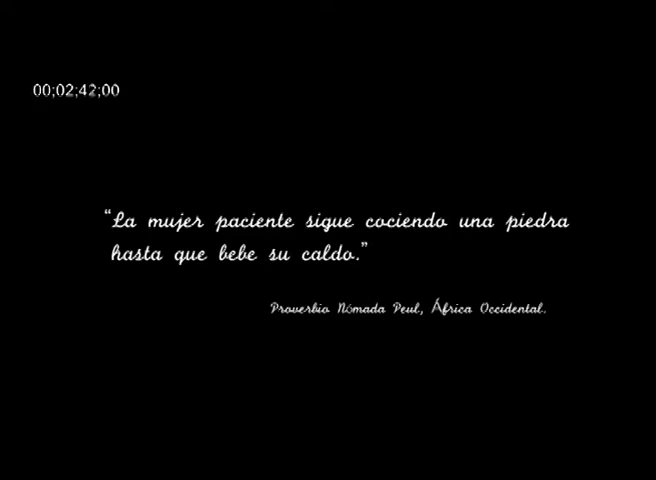 00;02;42;00
“La mujer paciente sigue cociendo una piedra
hasta que bebe su caldo.”
Proverbio Nómada Peul, África Occidental.